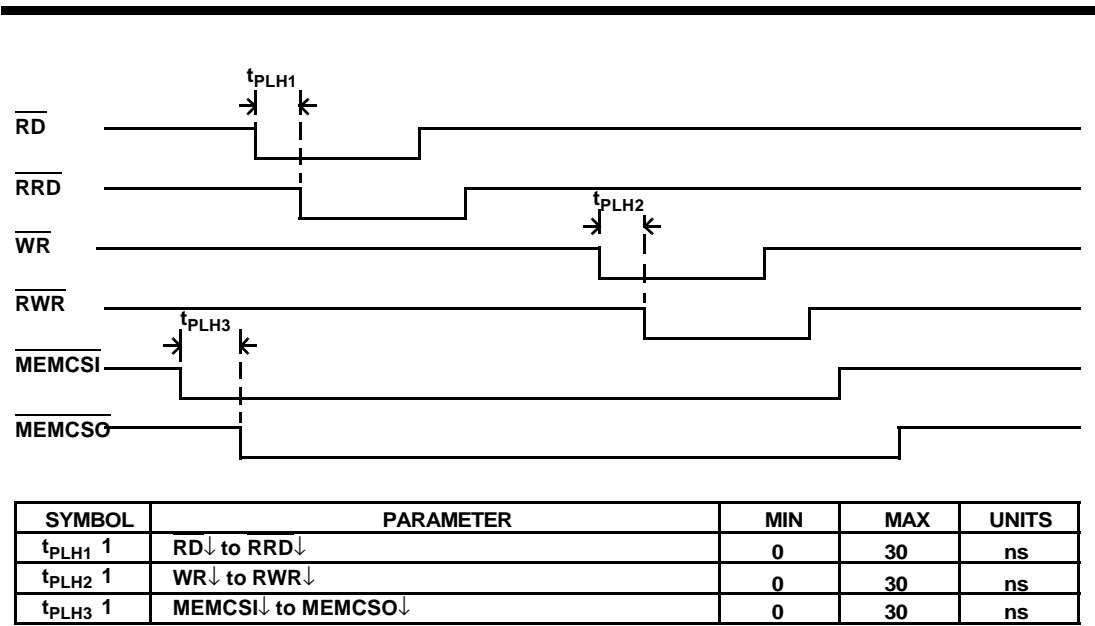 tPLH1
RD
RRD
tPLH2
WR
RWR
tPLH3
MEMCSI
MEMCSO
SYMBOL PARAMETER MIN MAX UNITS
tPLH1 1 RD↓ to RRD↓ 0 30 ns
tPLH2 1 WR↓ to RWR↓ 0 30 ns
tPLH3 1 MEMCSI↓ to MEMCSO↓ 0 30 ns